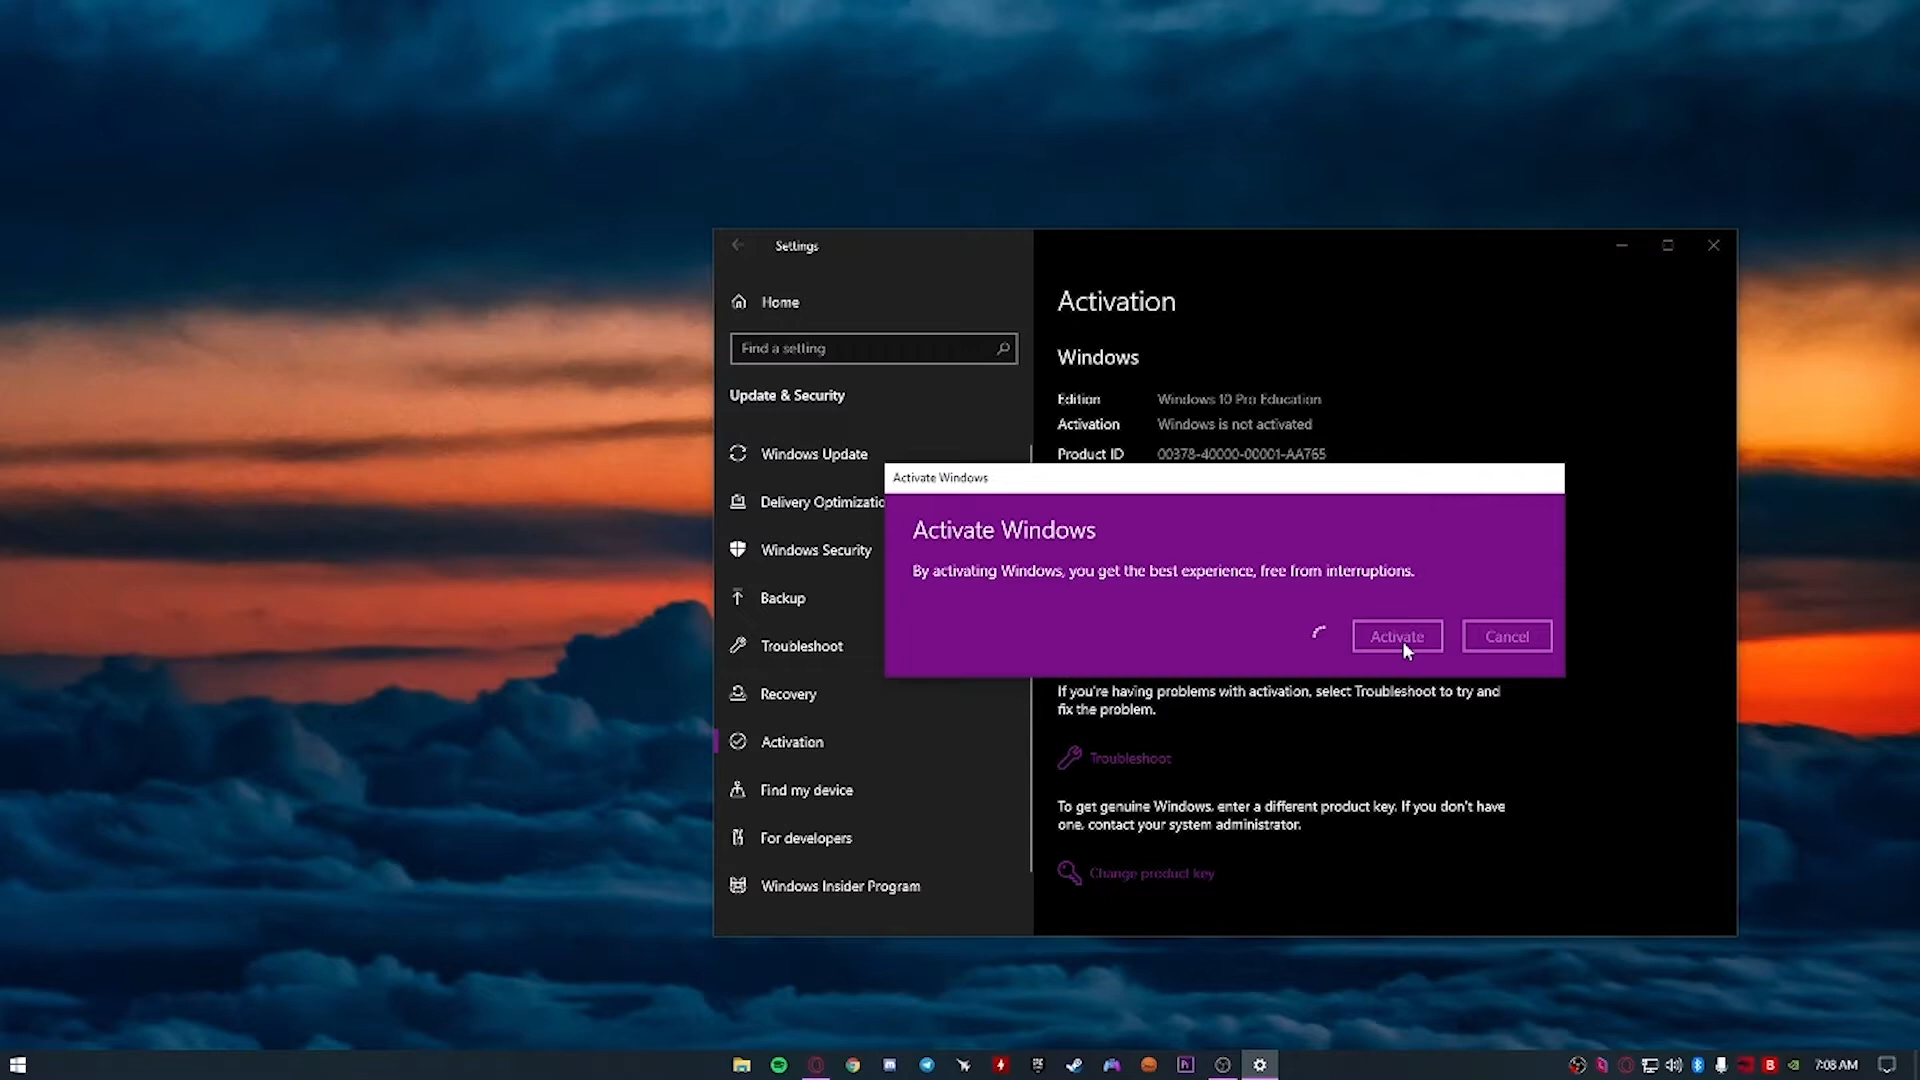 Settings
Home
Find a setting
Update & Security
Windows Update
Delivery Optimizatio
Windows Security
Backup
Troubleshoot
Recovery
Activation
Find my device
For developers
Windows Insider Program
Activation
Windows
Edition Windows 10 Pro Education
Activation Windows is not activated
Product ID 00378-40000-00001-AA765
Activate Windows
Activate Windows
By activating Windows, you get the best experience, free from interruptions.
Activate Cancel
If you're having problems with activation, select Troubleshoot to try and
fix the problem.
Troubleshoot
To get genuine Windows, enter a different product key. If you don't have
one, contact your system administrator.
Change product key
7:08 AM